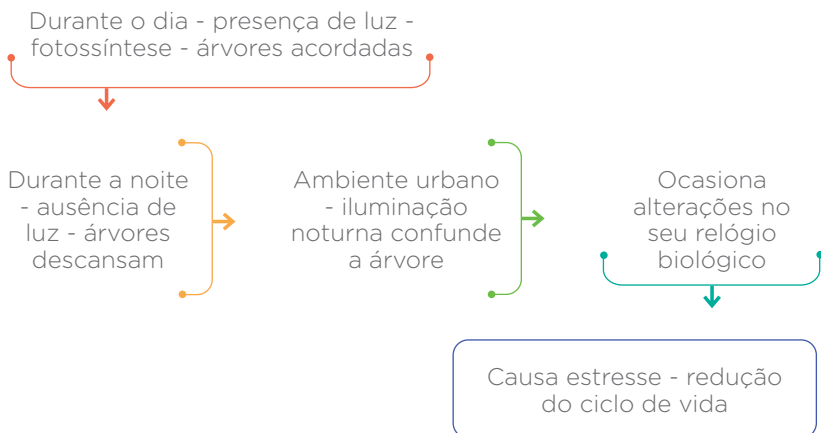 Durante o dia - presença de luz -
fotossíntese - árvores acordadas
Durante a noite
- ausência de
luz - árvores
descansam
Ambiente urbano
- iluminação
noturna confunde
a árvore
Ocasiona
alterações no
seu relógio
biológico
Causa estresse - redução
do ciclo de vida